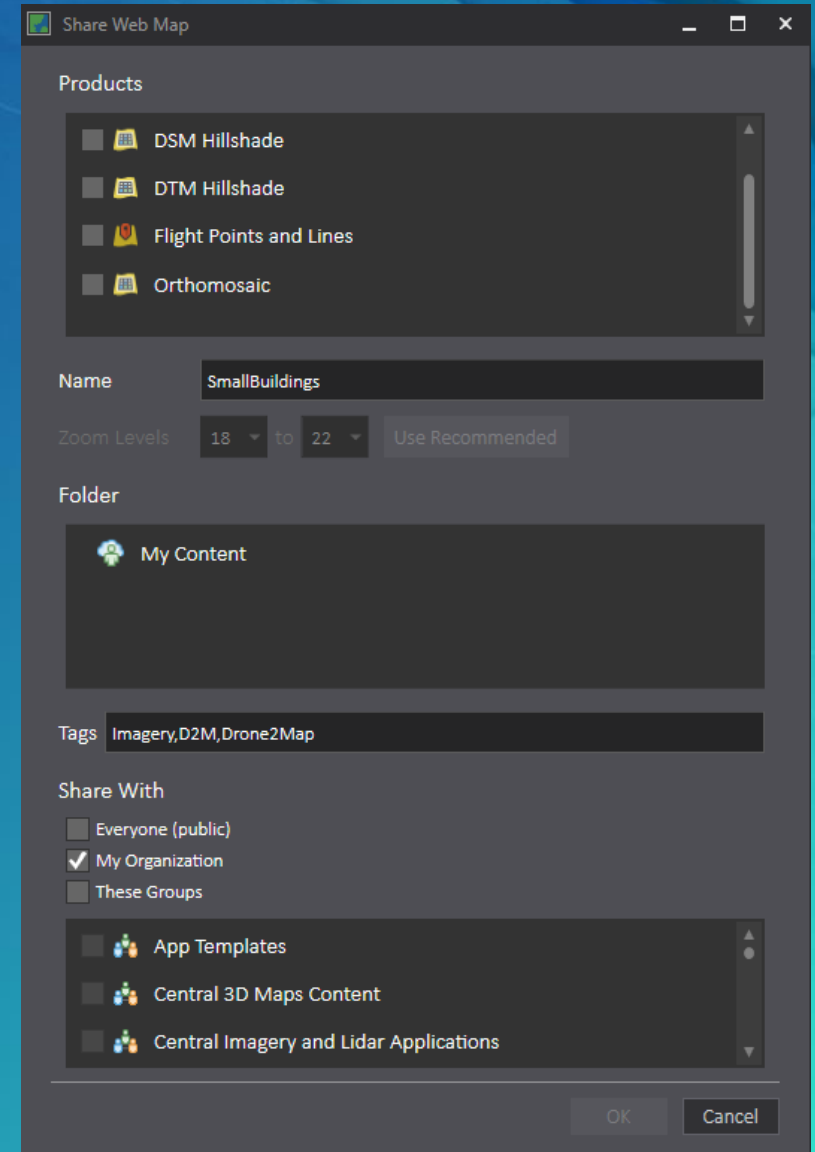 Share Web Map
Products
DSM Hillshade
DTM Hillshade
Flight Points and Lines
Orthomosaic
Name SmallBuildings
Zoom Levels 18 to 22 Use Recommended
Folder
My Content
Tags Imagery,D2M,Drone2Map
Share With
Everyone (public)
My Organization
These Groups
App Templates
Central 3D Maps Content
Central Imagery and Lidar Applications
OK Cancel